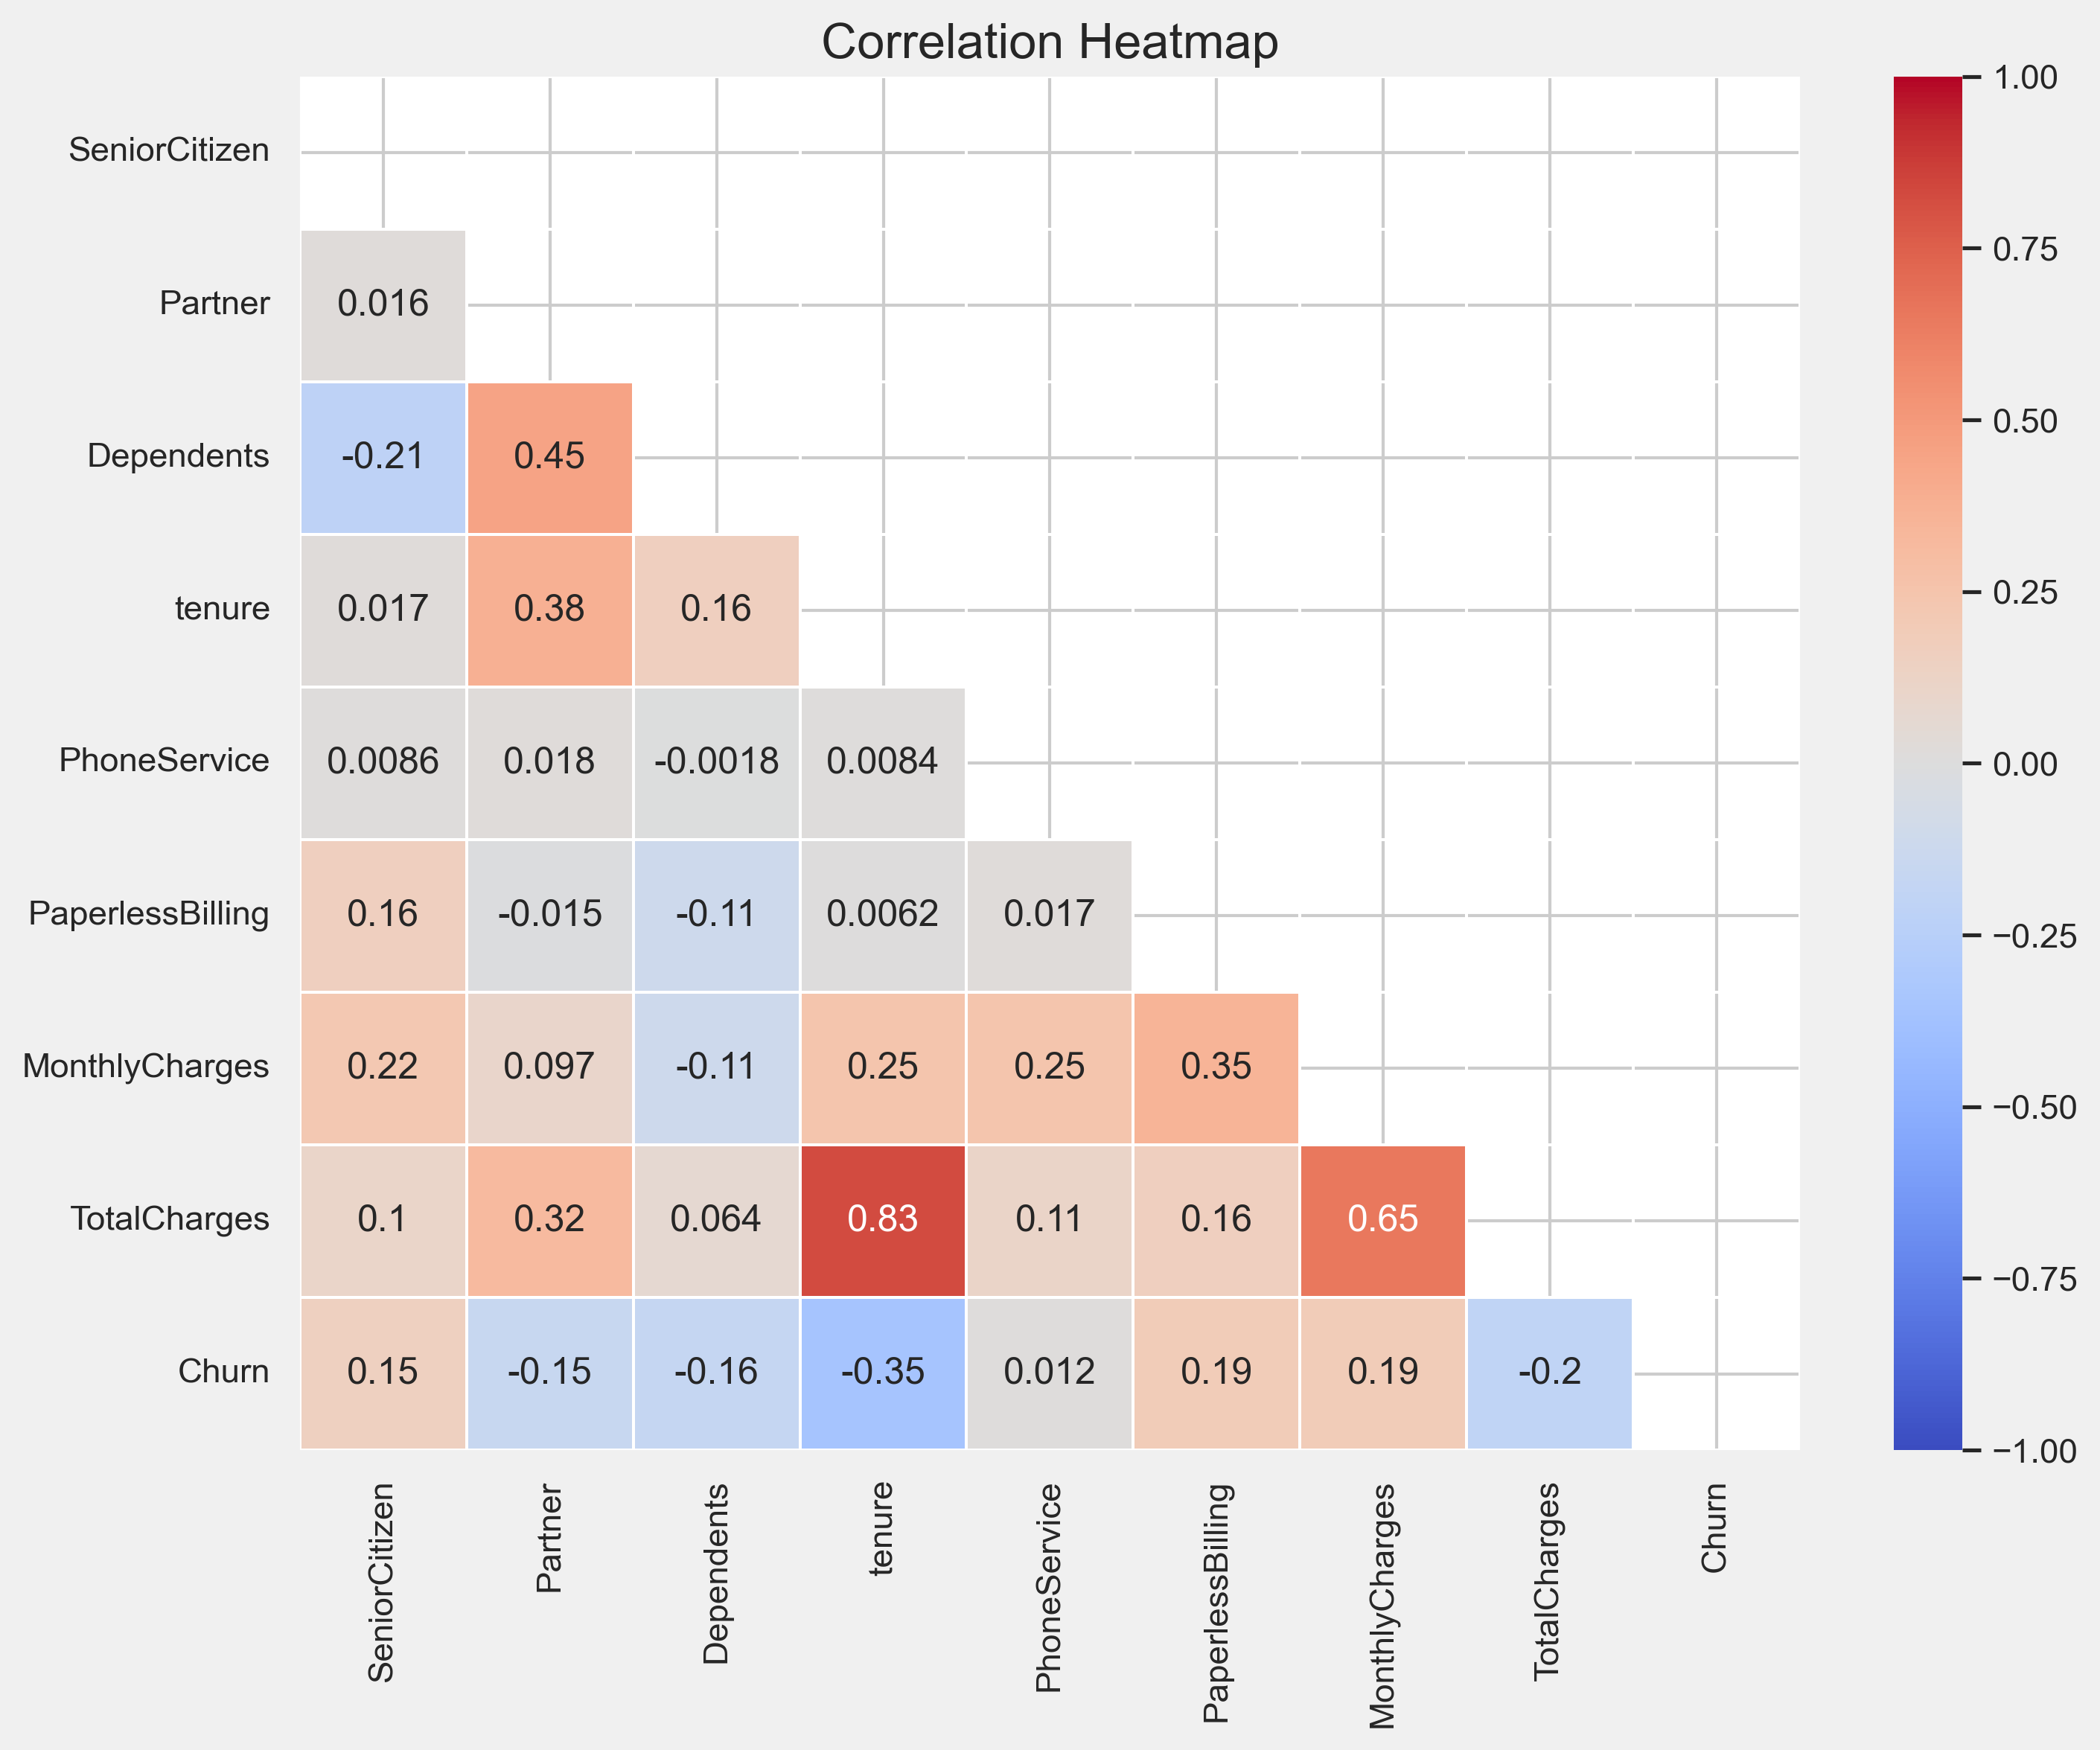 Correlation Heatmap
SeniorCitizen
Partner 0.016
Dependents -0.21 0.45
tenure 0.017 0.38 0.16
PhoneService 0.0086 0.018 -0.0018 0.0084
PaperlessBilling 0.16 -0.015 -0.11 0.0062 0.017
MonthlyCharges 0.22 0.097 -0.11 0.25 0.25 0.35
TotalCharges 0.1 0.32 0.064 0.83 0.11 0.16 0.65
Churn 0.15 -0.15 -0.16 -0.35 0.012 0.19 0.19 -0.2
SeniorCitizen
Partner
Dependents
tenure
PhoneService
PaperlessBilling
MonthlyCharges
TotalCharges
Churn
1.00
0.75
0.50
0.25
0.00
−0.25
−0.50
−0.75
−1.00